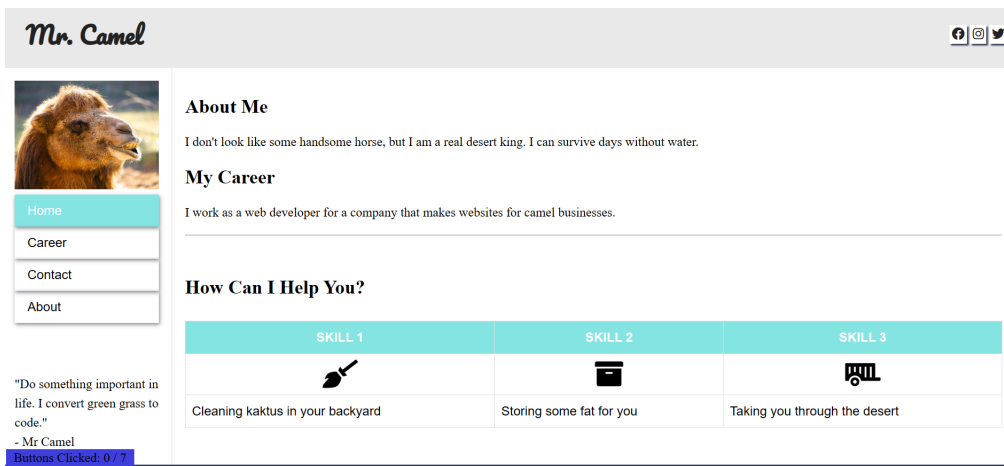 Mr. Camel
Home
Career
Contact
About
"Do something important in
life. I convert green grass to
code."
- Mr Camel
Buttons Clicked: 0 / 7
About Me
I don't look like some handsome horse, but I am a real desert king. I can survive days without water.
My Career
I work as a web developer for a company that makes websites for camel businesses.
How Can I Help You?
SKILL 1 SKILL 2 SKILL 3
Cleaning kaktus in your backyard Storing some fat for you Taking you through the desert